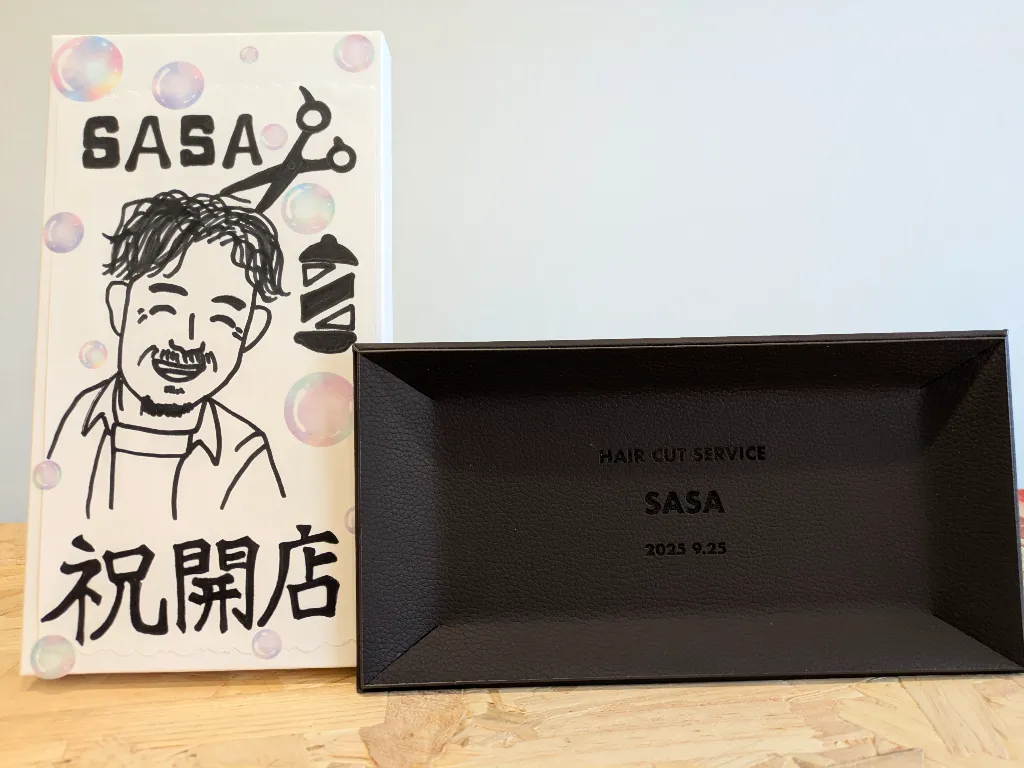 SASA
祝開店
HAIR CUT SERVICE
SASA
2025 9.25